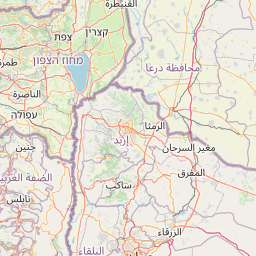 القنيطرة
קצרין
צפת
טמרה
מחוז הצפון
محافظة درعا
הנצרת
עפולה
الرمثا
إربد
جنين
مغير السرحان
الضفة الغربية
المفرق
ساكب
نابلس
الزرقاء
البلقاء